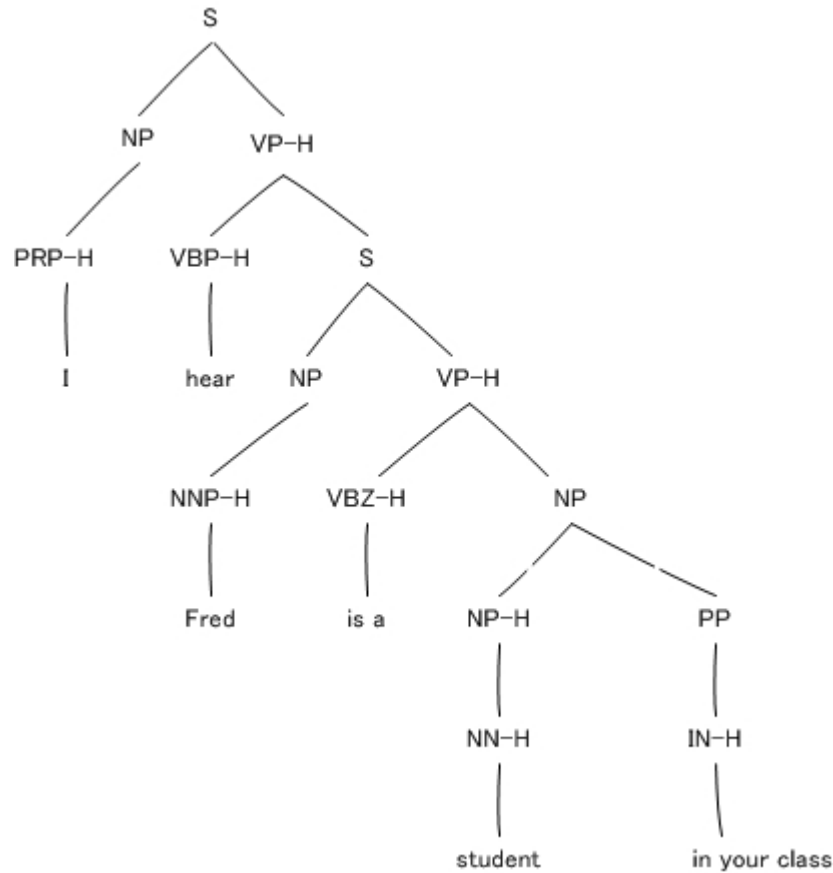 S
NP VP-H
PRP-H VBP-H S
I hear NP VP-H
NNP-H VBZ-H NP
Fred is a NP-H PP
NN-H IN-H
student in your class